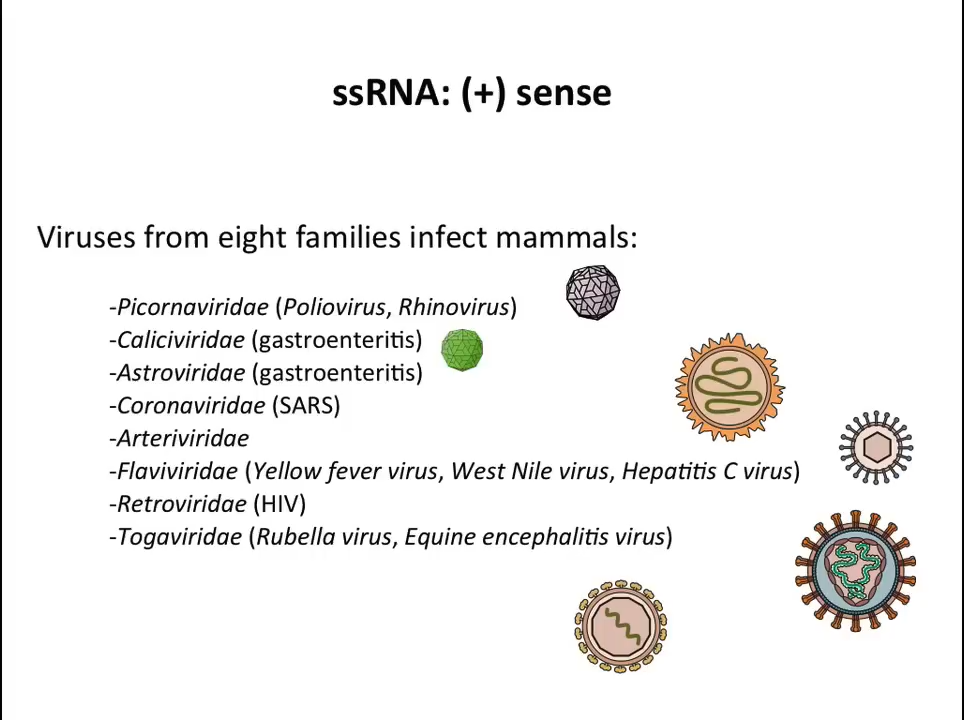 ssRNA: (+) sense
Viruses from eight families infect mammals:
-Picornaviridae (Poliovirus, Rhinovirus)
-Caliciviridae (gastroenteritis)
-Astroviridae (gastroenteritis)
-Coronaviridae (SARS)
-Arteriviridae
-Flaviviridae (Yellow fever virus, West Nile virus, Hepatitis C virus)
-Retroviridae (HIV)
-Togaviridae (Rubella virus, Equine encephalitis virus)